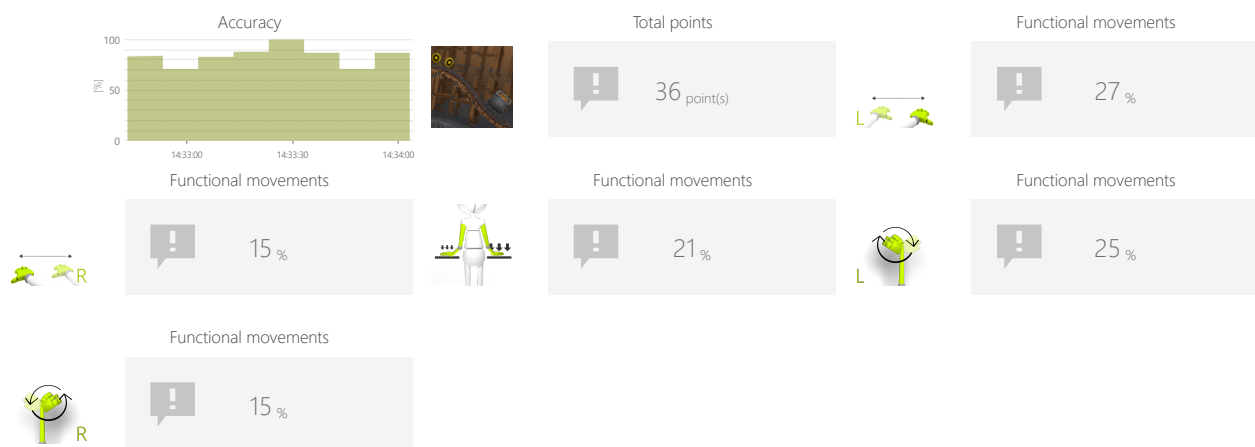 Accuracy
100
[%]
50
0
14:33:00 14:33:30 14:34:00
Total points
36 point(s)
Functional movements
L
27 %
Functional movements
R
15 %
Functional movements
21 %
Functional movements
L
25 %
Functional movements
R
15 %